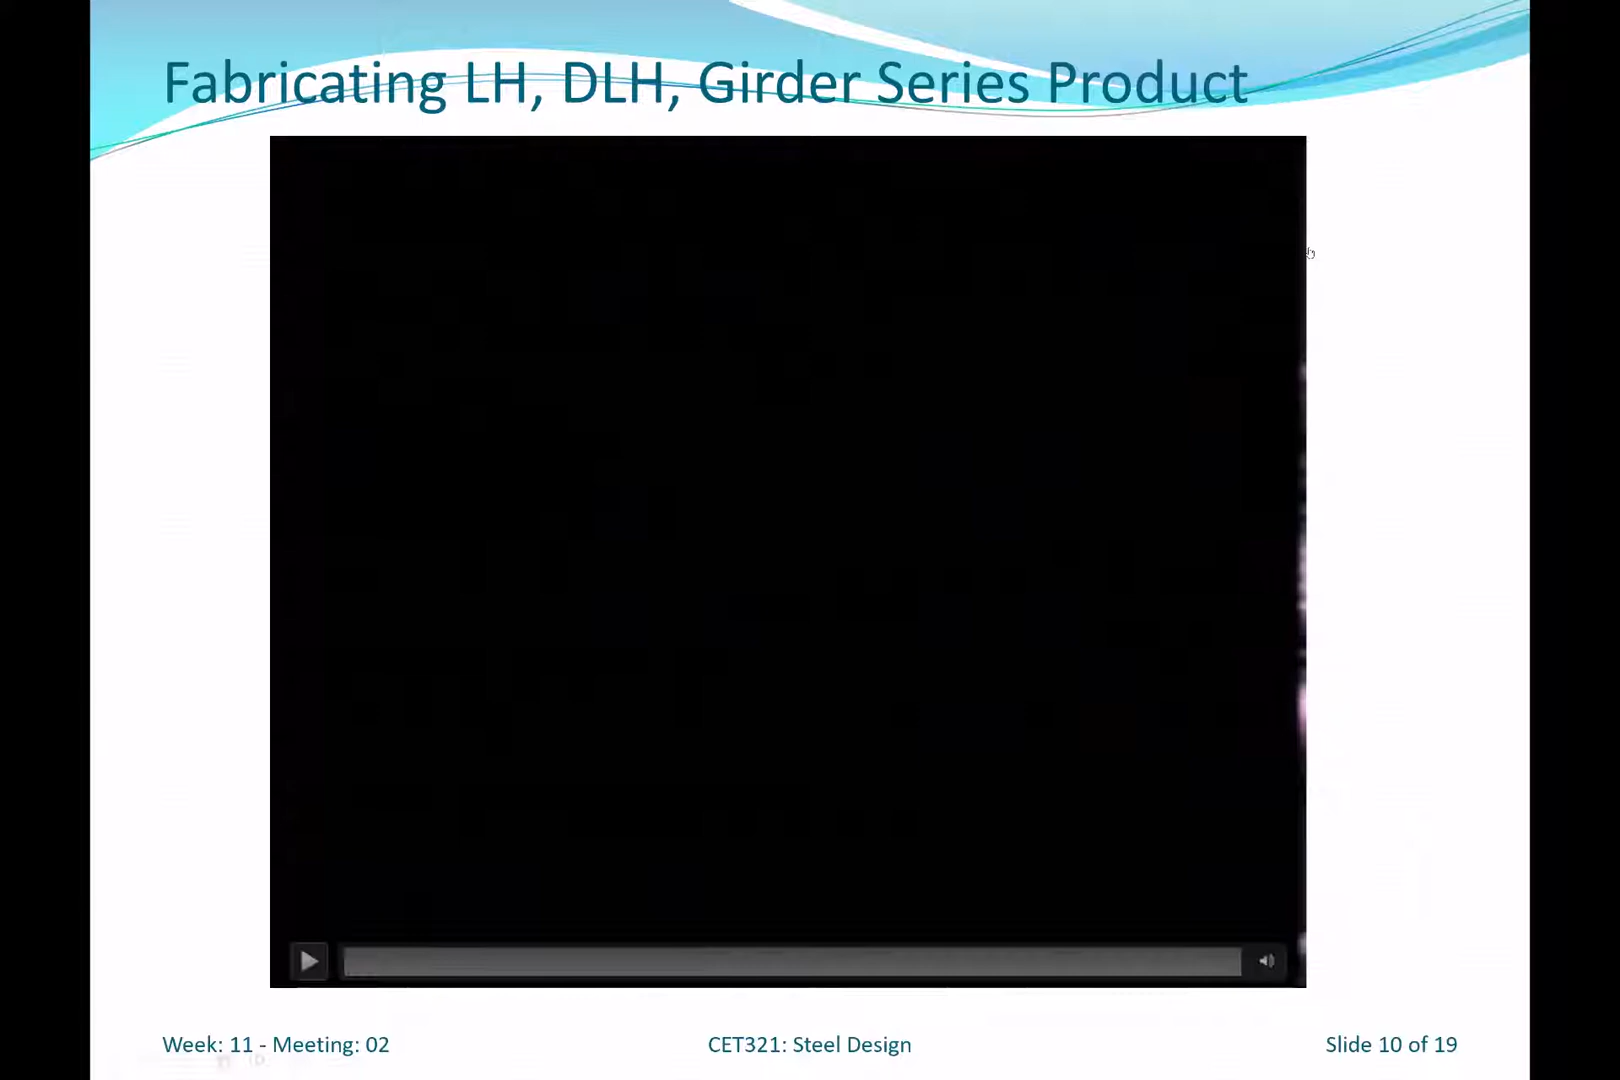 Fabricating LH, DLH, Girder Series Product
Week: 11 - Meeting: 02
CET321: Steel Design
Slide 10 of 19